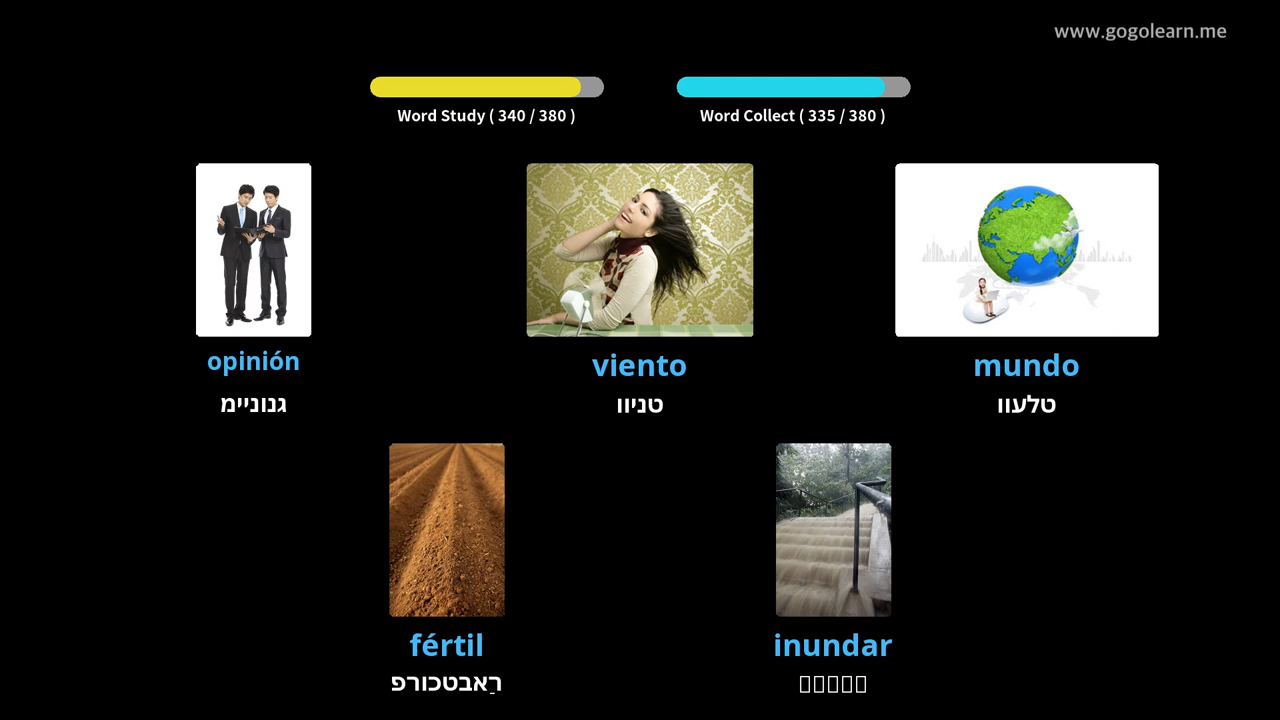 www.gogolearn.me
Word Study ( 340 / 380 )
Word Collect ( 335 / 380 )
opinión
גנונויימ
viento
טניוו
mundo
טלעוו
fértil
רַאבטכורפ
inundar